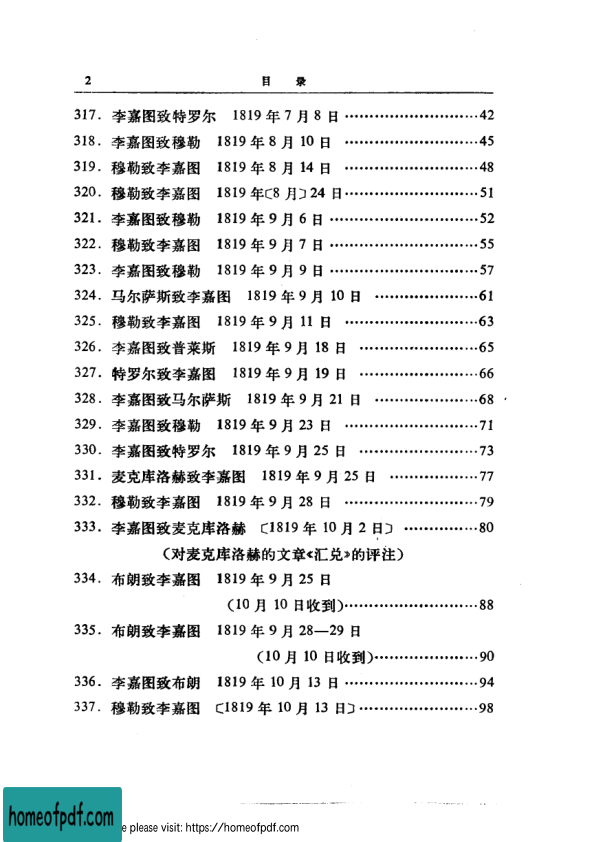 2 目 录
317. 李嘉图致特罗尔 1819年7月8日…………………………42
318. 李嘉图致穆勒 1819年8月10日 …………………………45
319. 穆勒致李嘉图 1819年8月14日 …………………………48
320. 穆勒致李嘉图 1819年〔8月〕24日…………………………51
321. 李嘉图致穆勒 1819年9月6日…………………………52
322. 穆勒致李嘉图 1819年9月7日…………………………55
323. 李嘉图致穆勒 1819年9月9日…………………………57
324. 马尔萨斯致李嘉图 1819年9月10日 …………………61
325. 穆勒致李嘉图 1819年9月11日 …………………………63
326. 李嘉图致普莱斯 1819年9月18日 ……………………65
327. 特罗尔致李嘉图 1819年9月19日 ……………………66
328. 李嘉图致马尔萨斯 1819年9月21日 …………………68
329. 李嘉图致穆勒 1819年9月23日 …………………………71
330. 李嘉图致特罗尔 1819年9月25日 ……………………73
331. 麦克库洛赫致李嘉图 1819年9月25日 ………………77
332. 穆勒致李嘉图 1819年9月28日 …………………………79
333. 李嘉图致麦克库洛赫 〔1819年10月2日〕 ……………80
(对麦克库洛赫的文章《汇兑》的评注)
334. 布朗致李嘉图 1819年9月25日
(10月10日收到)…………………………88
335. 布朗致李嘉图 1819年9月28—29日
(10月10日收到)…………………90
336. 李嘉图致布朗 1819年10月13日…………………………94
337. 穆勒致李嘉图 〔1819年10月13日〕……………………98
homeofpdf.com
e please visit: https://homeofpdf.com